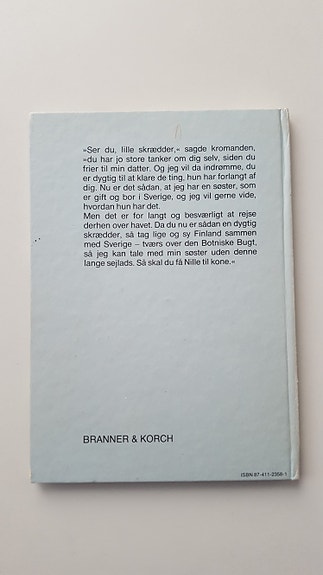 »Ser du, lille skrædder,« sagde kromanden,
»du har jo store tanker om dig selv, siden du
frier til min datter. Og jeg vil da indrømme, du
er dygtig til at klare de ting, hun har forlangt af
dig. Nu er det sådan, at jeg har en søster, som
er gift og bor i Sverige, og jeg vil gerne vide,
hvordan hun har det.
Men det er for langt og besværligt at rejse
derhen over havet. Da du nu er sådan en dygtig
skrædder, så tag lige og sy Finland sammen
med Sverige – tværs over den Botniske Bugt,
så jeg kan tale med min søster uden denne
lange sejlads. Så skal du få Nille til kone.«
BRANNER & KORCH
ISBN 87-411-2358-1